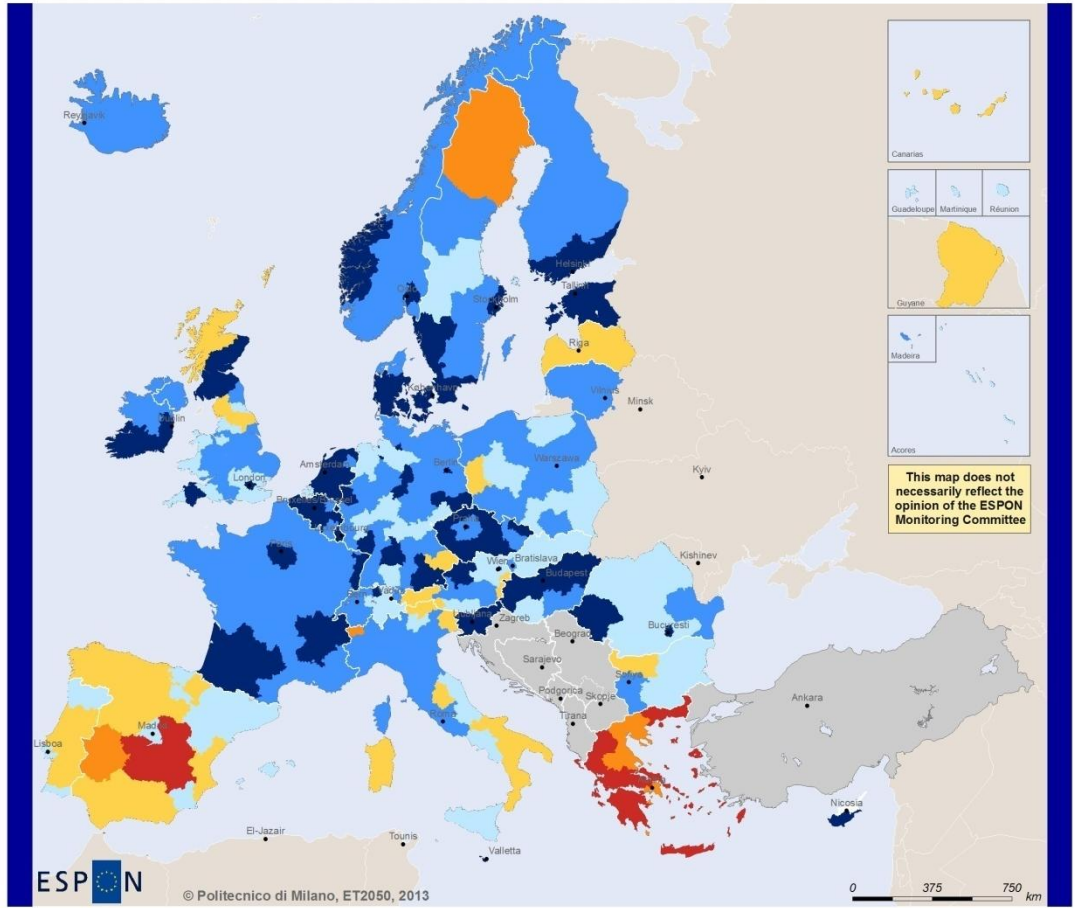 Reykjavik
Canarias
Guadeloupe
Martinique
Réunion
Guyane
Madeira
Acores
This map does not
necessarily reflect the
opinion of the ESPON
Monitoring Committee
Helsinki
Tallinn
Oslo
Stockholm
Riga
København
Vilnius
Minsk
Dublin
Amsterdam
Berlin
Warszawa
London
Kyiv
Praha
Paris
Wien
Bratislava
Kishinev
Budapest
Ljubljana
Zagreb
Bucuresti
Beograd
Sarajevo
Sofiya
Podgorica
Skopje
Tirana
Ankara
Madrid
Lisboa
Nicosia
El-Jazair
Tounis
Valletta
ESPON
© Politecnico di Milano, ET2050, 2013
0 375 750
km